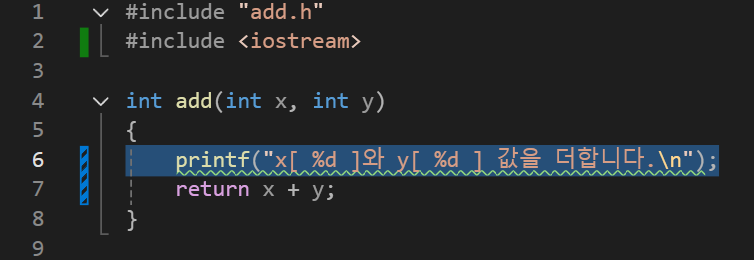 1 #include "add.h"
2 #include <iostream>
3
4 int add(int x, int y)
5 {
6 printf("x[ %d ]와 y[ %d ] 값을 더합니다.\n");
7 return x + y;
8 }
9